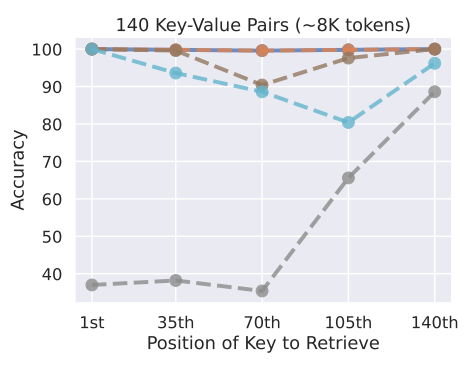 140 Key-Value Pairs (~8K tokens)
100
90
80
70
60
50
40
Accuracy
1st 35th 70th 105th 140th
Position of Key to Retrieve